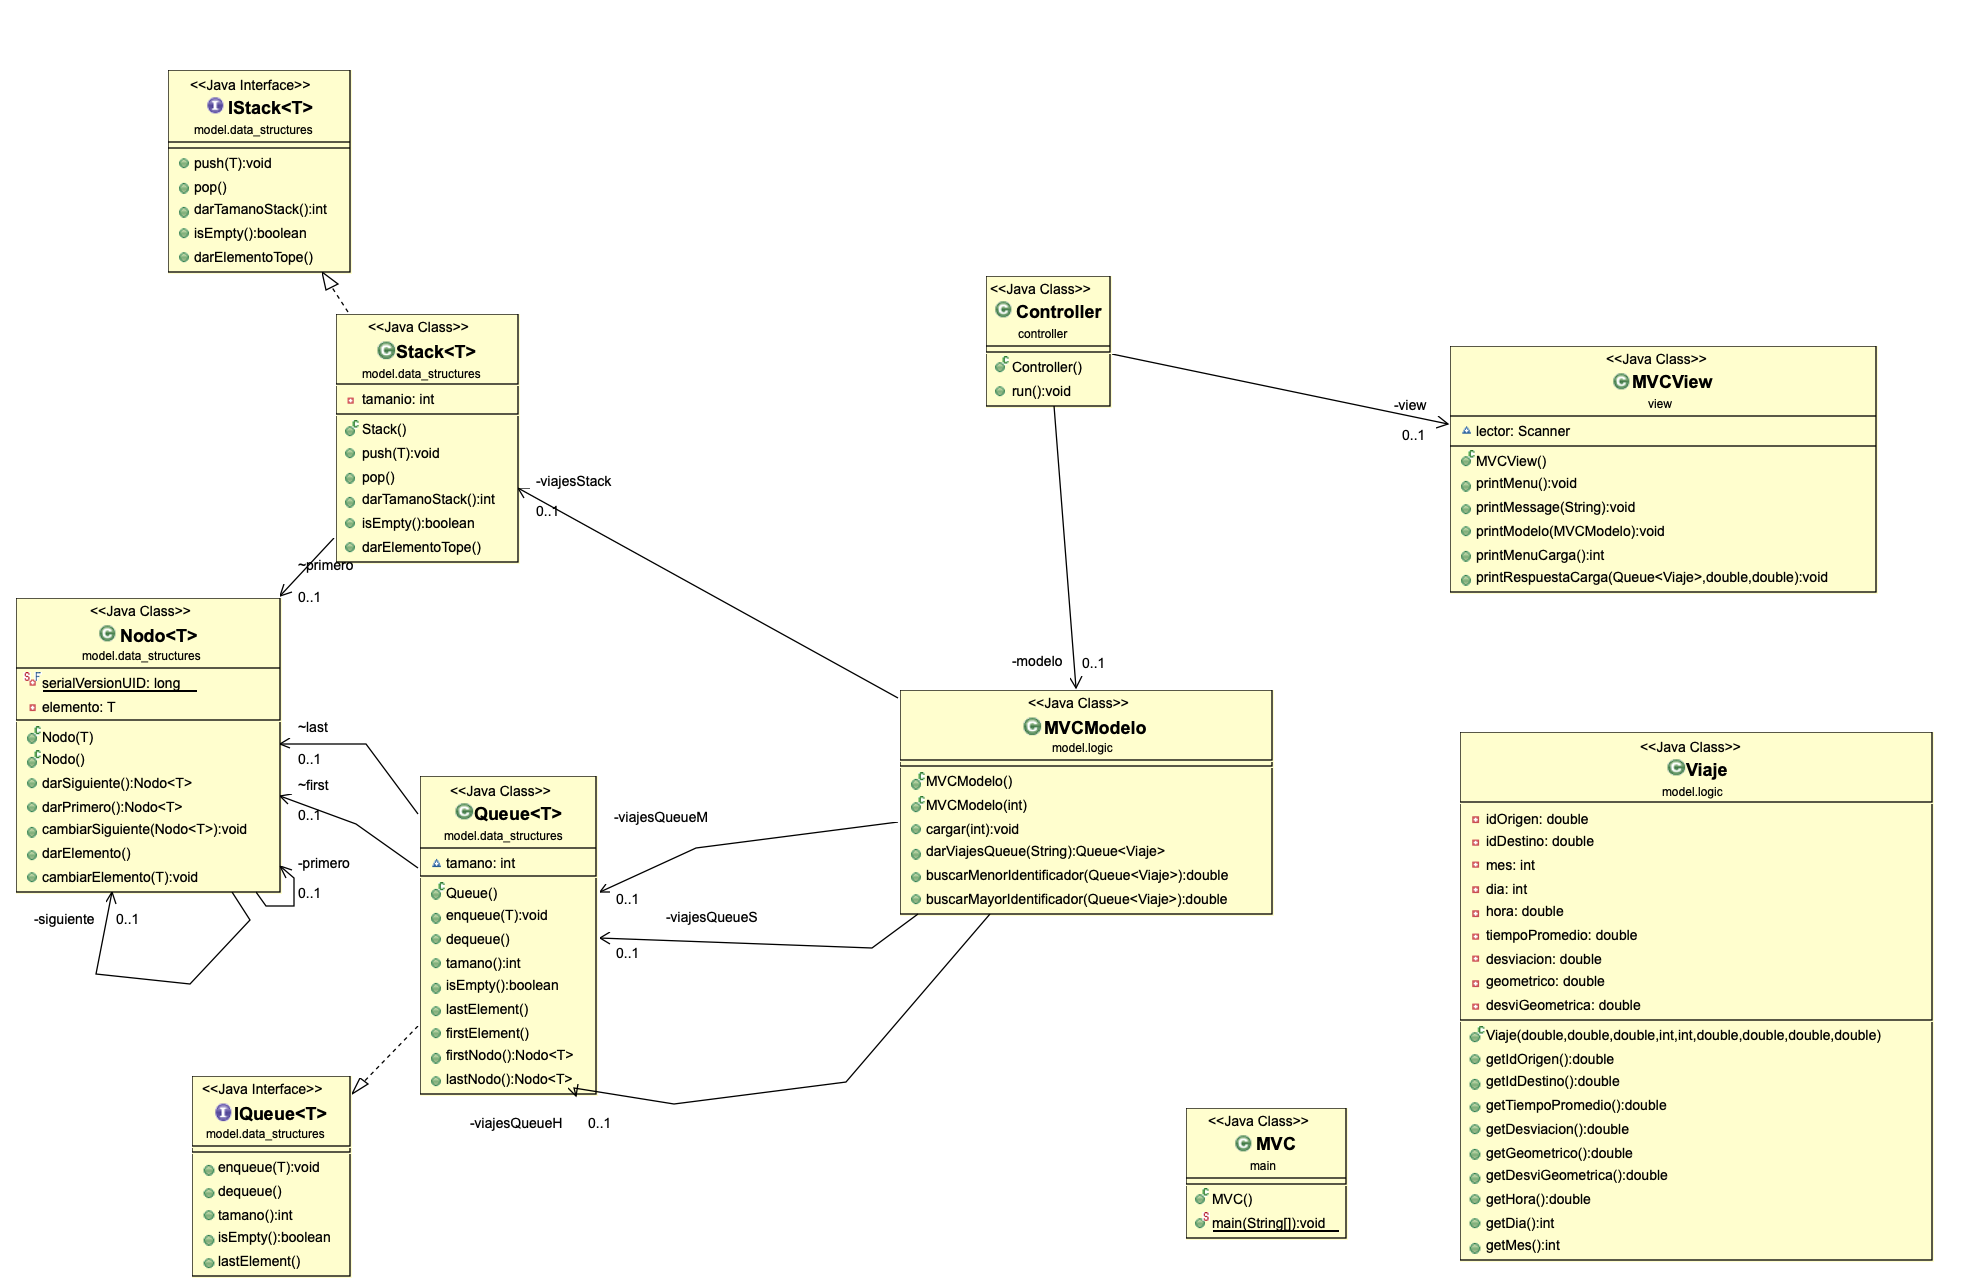 <<Java Interface>>
IStack<T>
model.data_structures
push(T):void
pop()
darTamanoStack():int
isEmpty():boolean
darElementoTope()
<<Java Class>>
Stack<T>
model.data_structures
tamanio: int
Stack()
push(T):void
pop()
darTamanoStack():int
isEmpty():boolean
darElementoTope()
-viajesStack
0..1
~primero
0..1
<<Java Class>>
Controller
controller
Controller()
run():void
-view
0..1
-modelo
0..1
<<Java Class>>
MVCView
view
lector: Scanner
MVCView()
printMenu():void
printMessage(String):void
printModelo(MVCModelo):void
printMenuCarga():int
printRespuestaCarga(Queue<Viaje>,double,double):void
<<Java Class>>
Nodo<T>
model.data_structures
serialVersionUID: long
elemento: T
Nodo(T)
Nodo()
darSiguiente():Nodo<T>
darPrimero():Nodo<T>
cambiarSiguiente(Nodo<T>):void
darElemento()
cambiarElemento(T):void
~last
0..1
~first
0..1
-primero
0..1
-siguiente
0..1
<<Java Class>>
Queue<T>
model.data_structures
tamano: int
Queue()
enqueue(T):void
dequeue()
tamano():int
isEmpty():boolean
lastElement()
firstElement()
firstNodo():Nodo<T>
lastNodo():Nodo<T>
-viajesQueueM
0..1
-viajesQueueS
0..1
-viajesQueueH
0..1
<<Java Class>>
MVCModelo
model.logic
MVCModelo()
MVCModelo(int)
cargar(int):void
darViajesQueue(String):Queue<Viaje>
buscarMenorIdentificador(Queue<Viaje>):double
buscarMayorIdentificador(Queue<Viaje>):double
<<Java Class>>
Viaje
model.logic
idOrigen: double
idDestino: double
mes: int
dia: int
hora: double
tiempoPromedio: double
desviacion: double
geometrico: double
desviGeometrica: double
Viaje(double,double,double,int,int,double,double,double,double)
getIdOrigen():double
getIdDestino():double
getTiempoPromedio():double
getDesviacion():double
getGeometrico():double
getDesviGeometrica():double
getHora():double
getDia():int
getMes():int
<<Java Interface>>
IQueue<T>
model.data_structures
enqueue(T):void
dequeue()
tamano():int
isEmpty():boolean
lastElement()
<<Java Class>>
MVC
main
MVC()
main(String[]):void